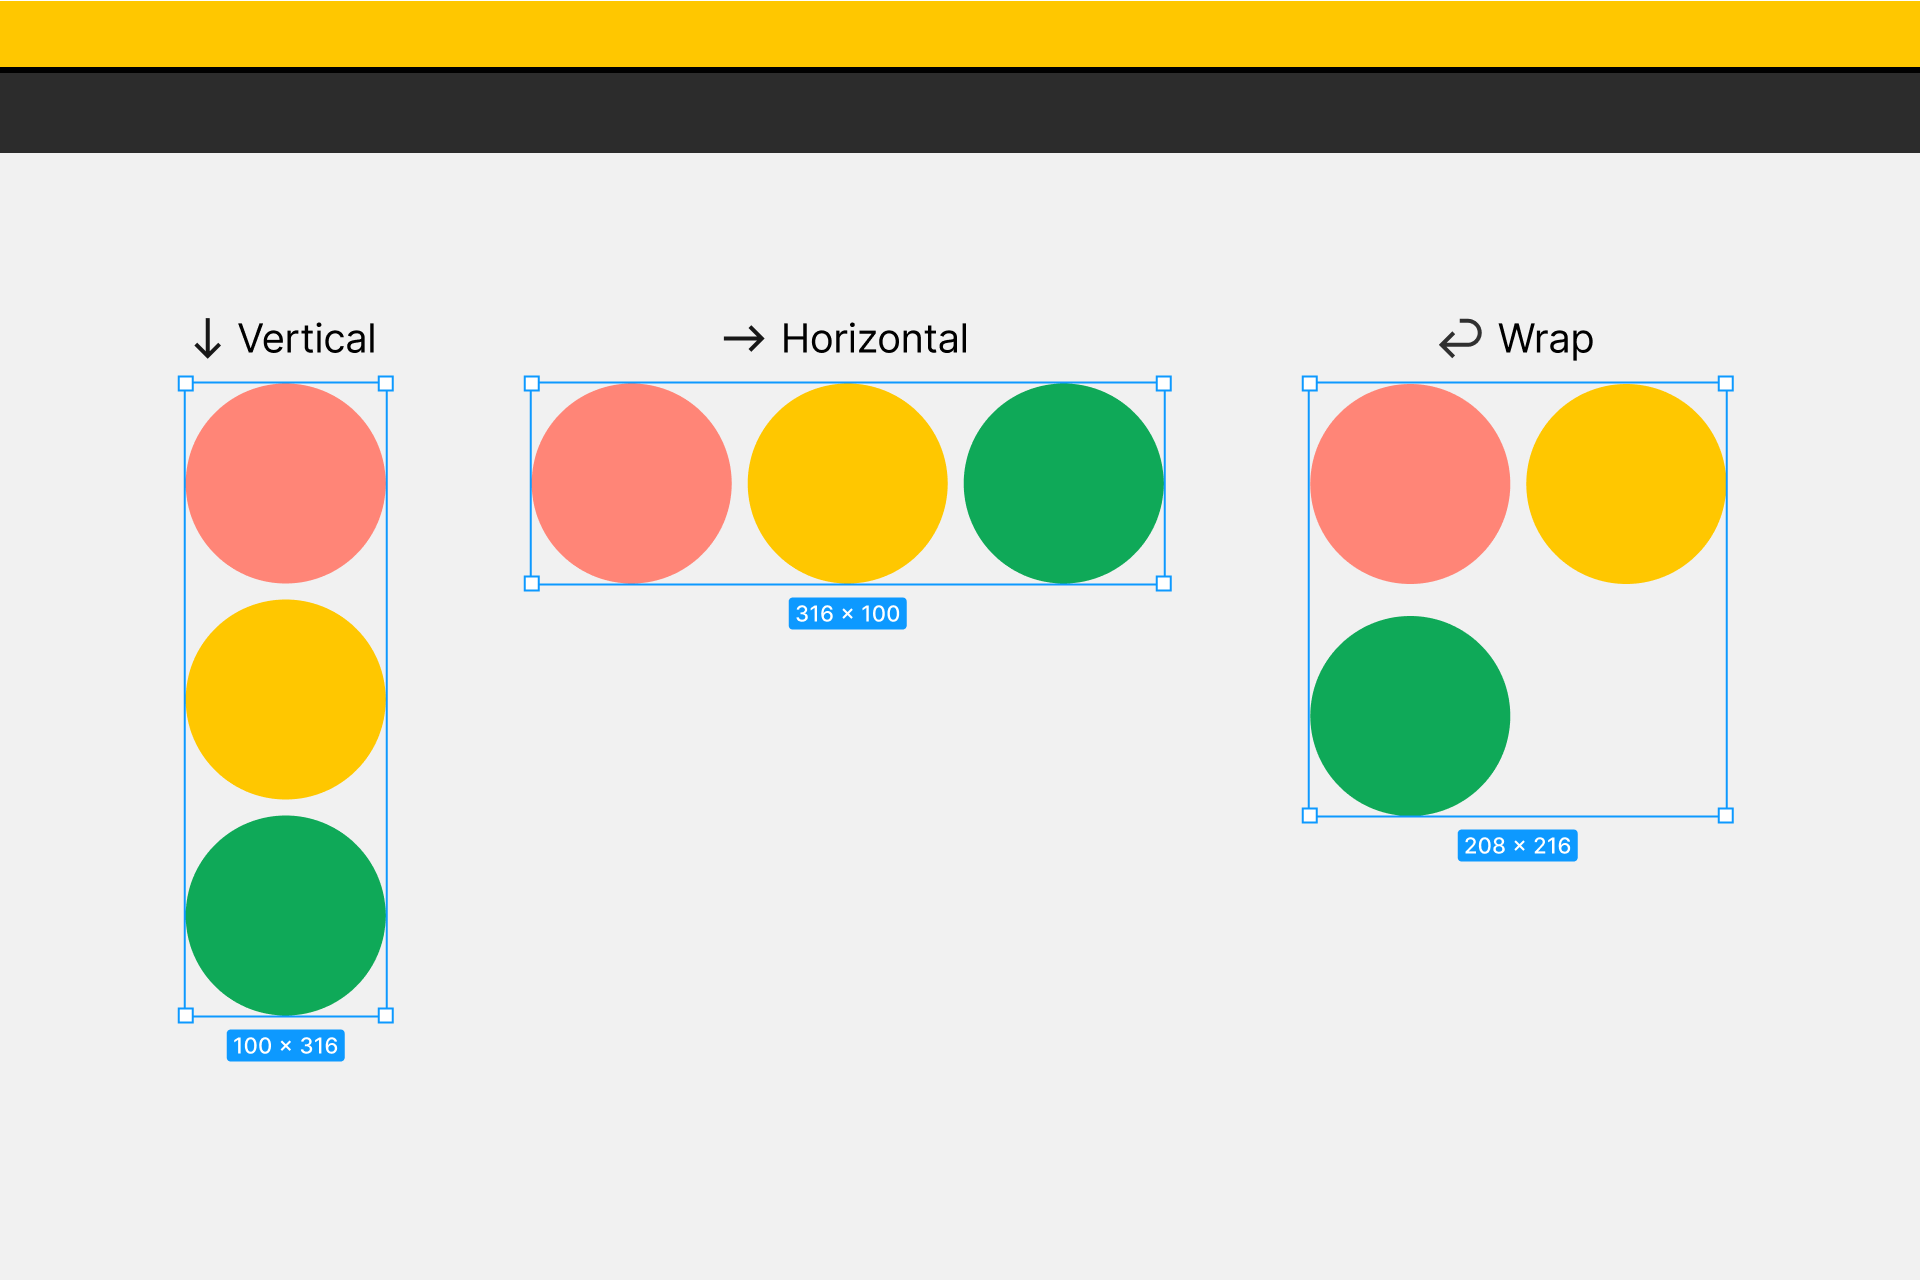 Vertical
Horizontal
Wrap
316 × 100
208 × 216
100 × 316